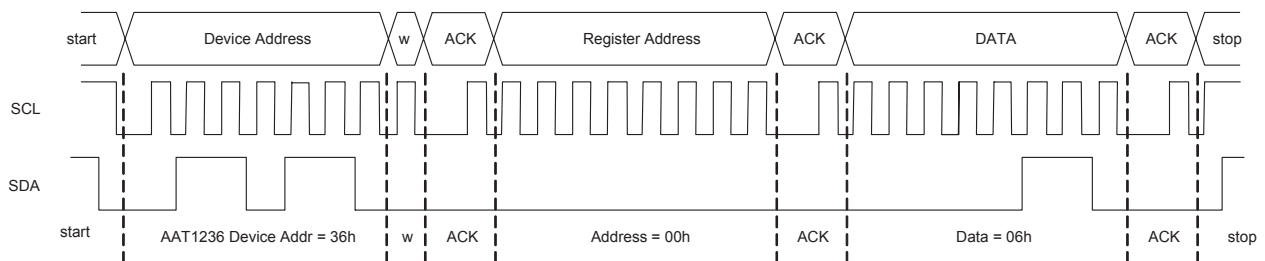 start Device Address w ACK Register Address ACK DATA ACK stop
SCL
SDA
start AAT1236 Device Addr = 36h w ACK Address = 00h ACK Data = 06h ACK stop